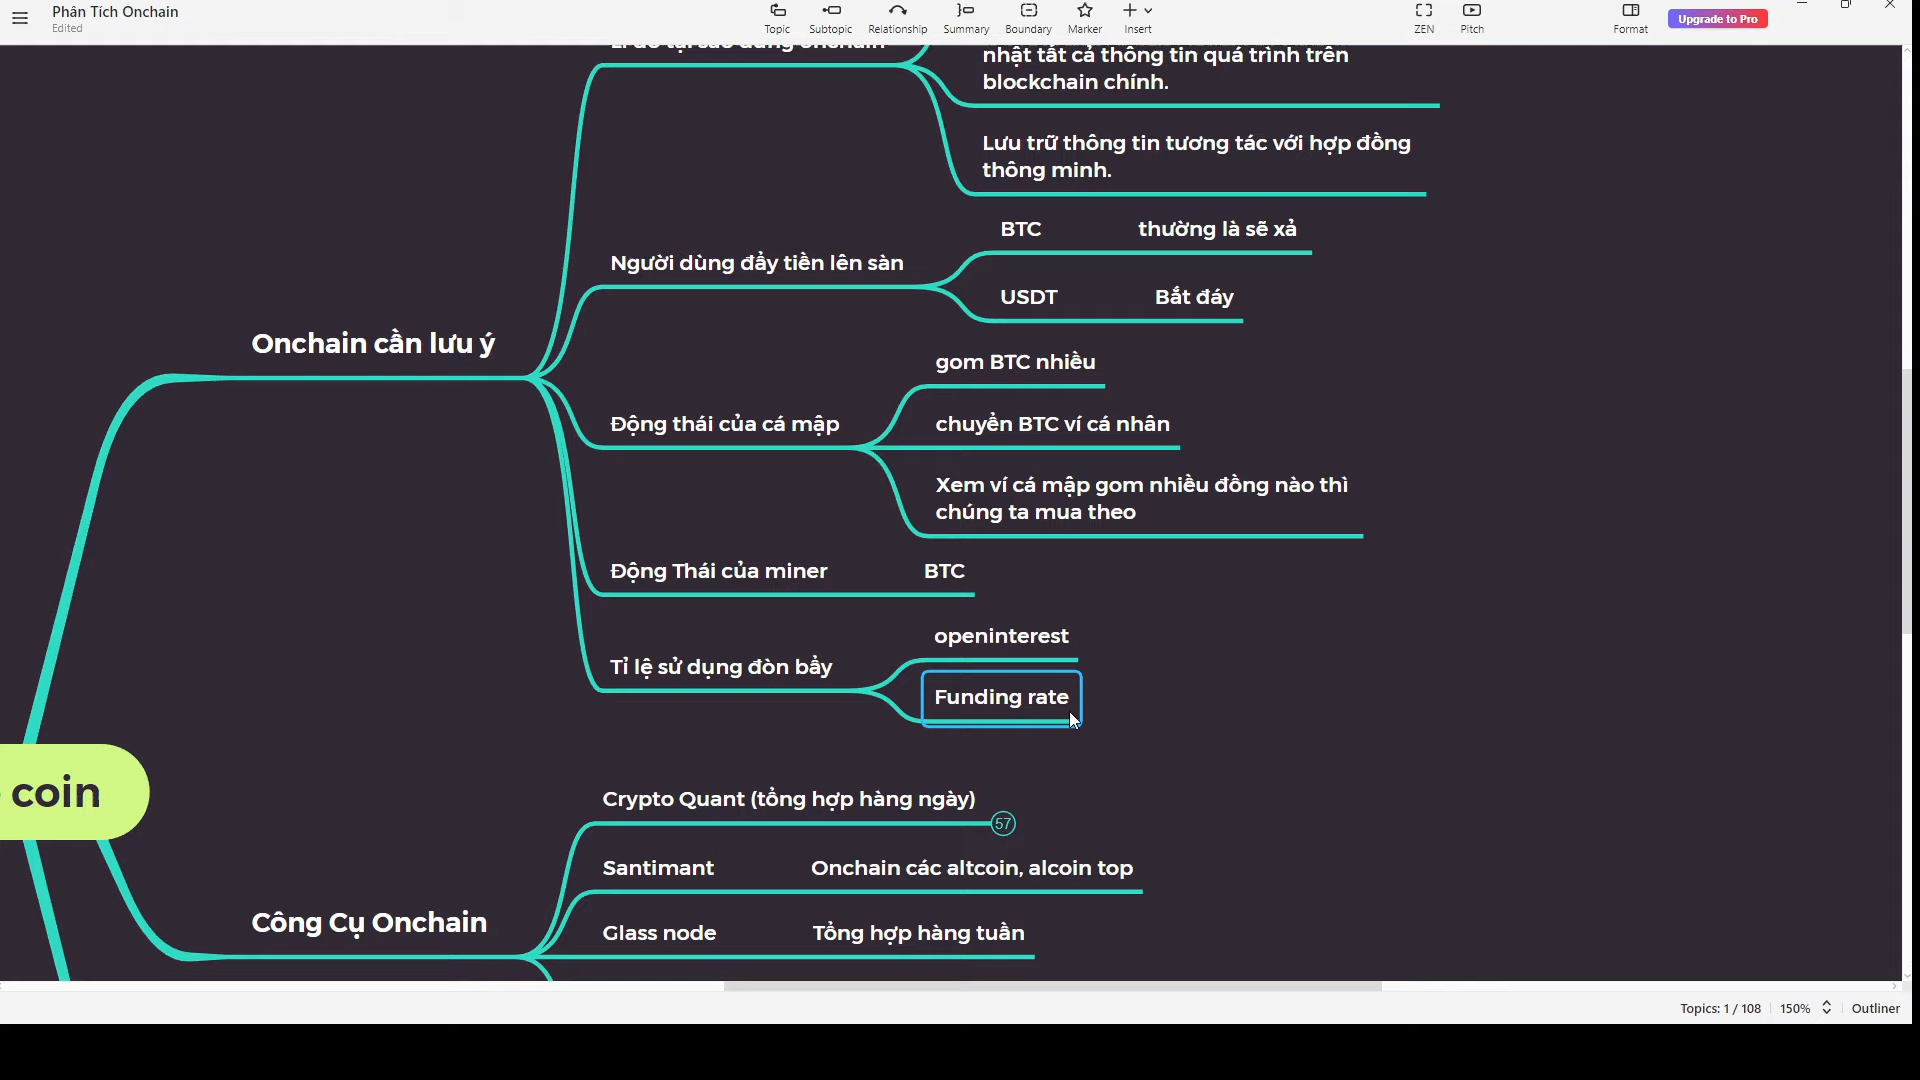 Phân Tích Onchain
Edited
Topic
Subtopic
Relationship
Summary
Boundary
Marker
Insert
ZEN
Pitch
Format
Upgrade to Pro
Lí do tại sao dùng onchain
nhật tất cả thông tin quá trình trên
blockchain chính.
Lưu trữ thông tin tương tác với hợp đồng
thông minh.
BTC thường là sẽ xả
Người dùng đẩy tiền lên sàn
USDT Bắt đáy
Onchain cần lưu ý
gom BTC nhiều
Động thái của cá mập
chuyển BTC ví cá nhân
Xem ví cá mập gom nhiều đồng nào thì
chúng ta mua theo
Động Thái của miner BTC
openinterest
Tỉ lệ sử dụng đòn bẩy
Funding rate
coin
Crypto Quant (tổng hợp hàng ngày)
57
Santimant Onchain các altcoin, alcoin top
Công Cụ Onchain
Glass node Tổng hợp hàng tuần
Topics: 1 / 108
150%
Outliner